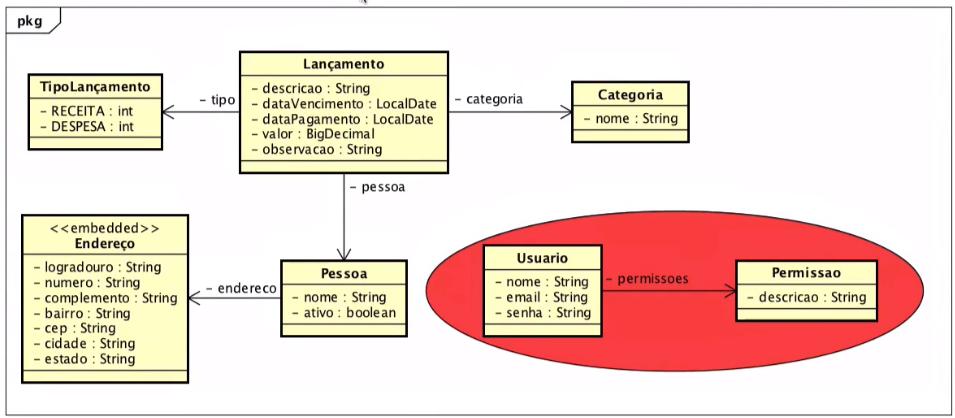 pkg
Lançamento
- descricao : String
- dataVencimento : LocalDate
- dataPagamento : LocalDate
- valor : BigDecimal
- observacao : String
TipoLançamento
- RECEITA : int
- DESPESA : int
- tipo
- categoria
Categoria
- nome : String
- pessoa
<<embedded>>
Endereço
- logradouro : String
- numero : String
- complemento : String
- bairro : String
- cep : String
- cidade : String
- estado : String
- endereco
Pessoa
- nome : String
- ativo : boolean
Usuario
- nome : String
- email : String
- senha : String
- permissoes
Permissao
- descricao : String